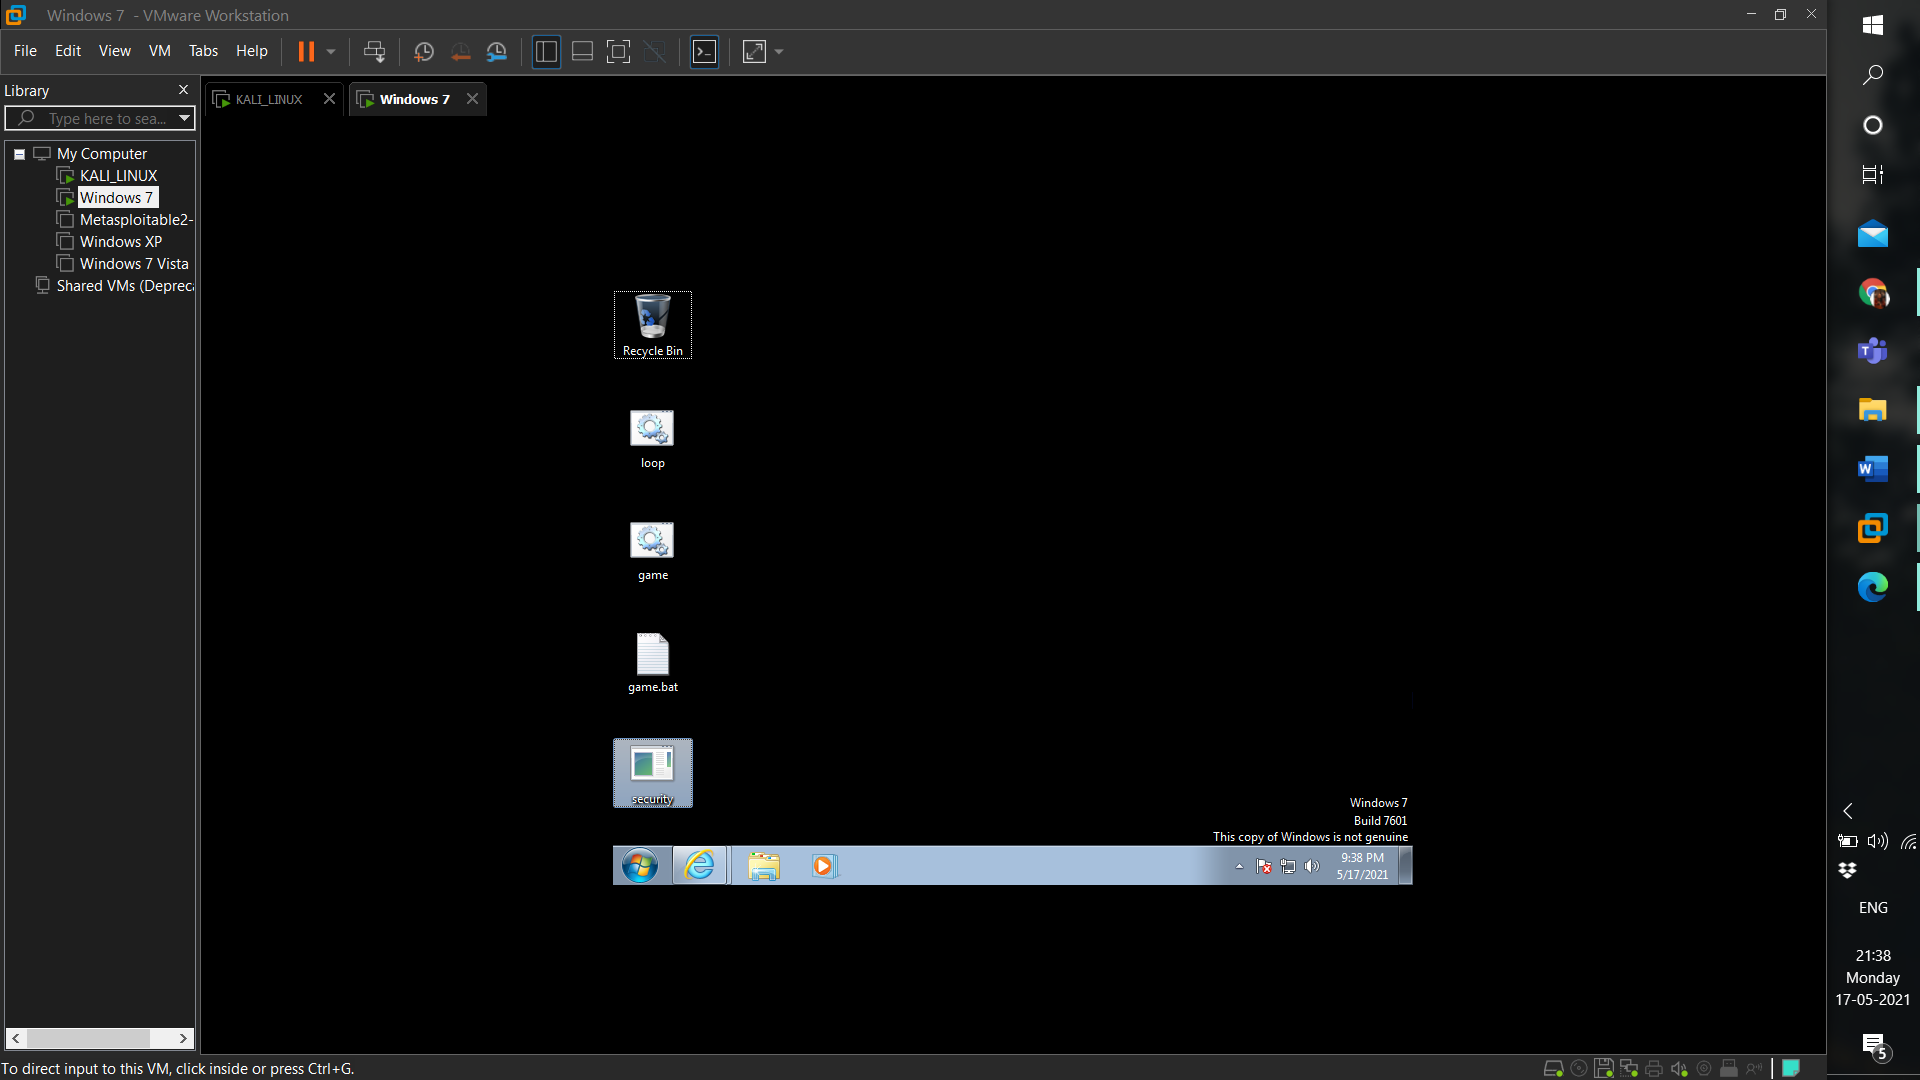 Windows 7 - VMware Workstation
File Edit View VM Tabs Help
Library
KALI_LINUX
Windows 7
Type here to sea...
My Computer
KALI_LINUX
Windows 7
Metasploitable2-
Windows XP
Windows 7 Vista
Shared VMs (Depreca
Recycle Bin
loop
game
game.bat
security
Windows 7
Build 7601
This copy of Windows is not genuine
9:38 PM
5/17/2021
ENG
21:38
Monday
17-05-2021
5
To direct input to this VM, click inside or press Ctrl+G.